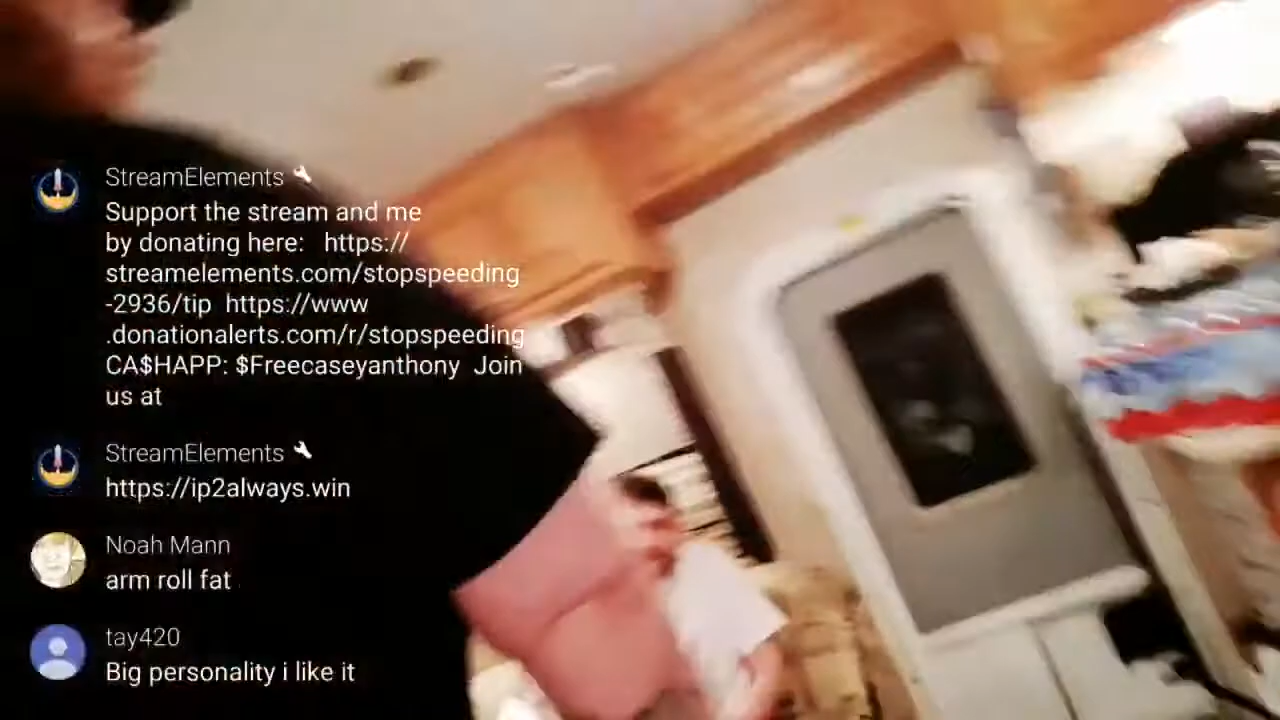 StreamElements
Support the stream and me
by donating here: https://
streamelements.com/stopspeeding
-2936/tip https://www
.donationalerts.com/r/stopspeeding
CA$HAPP: $Freecaseyanthony Join
us at
StreamElements
https://ip2always.win
Noah Mann
arm roll fat
tay420
Big personality i like it